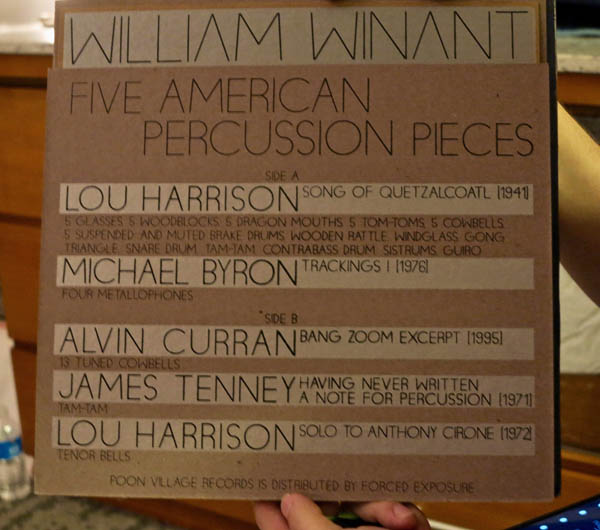 WILLIAM WINANT
FIVE AMERICAN
PERCUSSION PIECES
SIDE A
LOU HARRISON SONG OF QUETZALCOATL [1941]
5 GLASSES, 5 WOODBLOCKS, 5 DRAGON MOUTHS, 5 TOM-TOMS, 5 COWBELLS,
5 SUSPENDED AND MUTED BRAKE DRUMS, WOODEN RATTLE, WINDGLASS, GONG,
TRIANGLE, SNARE DRUM, TAM-TAM, CONTRABASS DRUM, SISTRUMS, GUIRO
MICHAEL BYRON TRACKINGS I [1976]
FOUR METALLOPHONES
SIDE B
ALVIN CURRAN BANG ZOOM EXCERPT [1995]
13 TUNED COWBELLS
JAMES TENNEY HAVING NEVER WRITTEN
A NOTE FOR PERCUSSION [1971]
TAM-TAM
LOU HARRISON SOLO TO ANTHONY CIRONE [1972]
TENOR BELLS
POON VILLAGE RECORDS IS DISTRIBUTED BY FORCED EXPOSURE